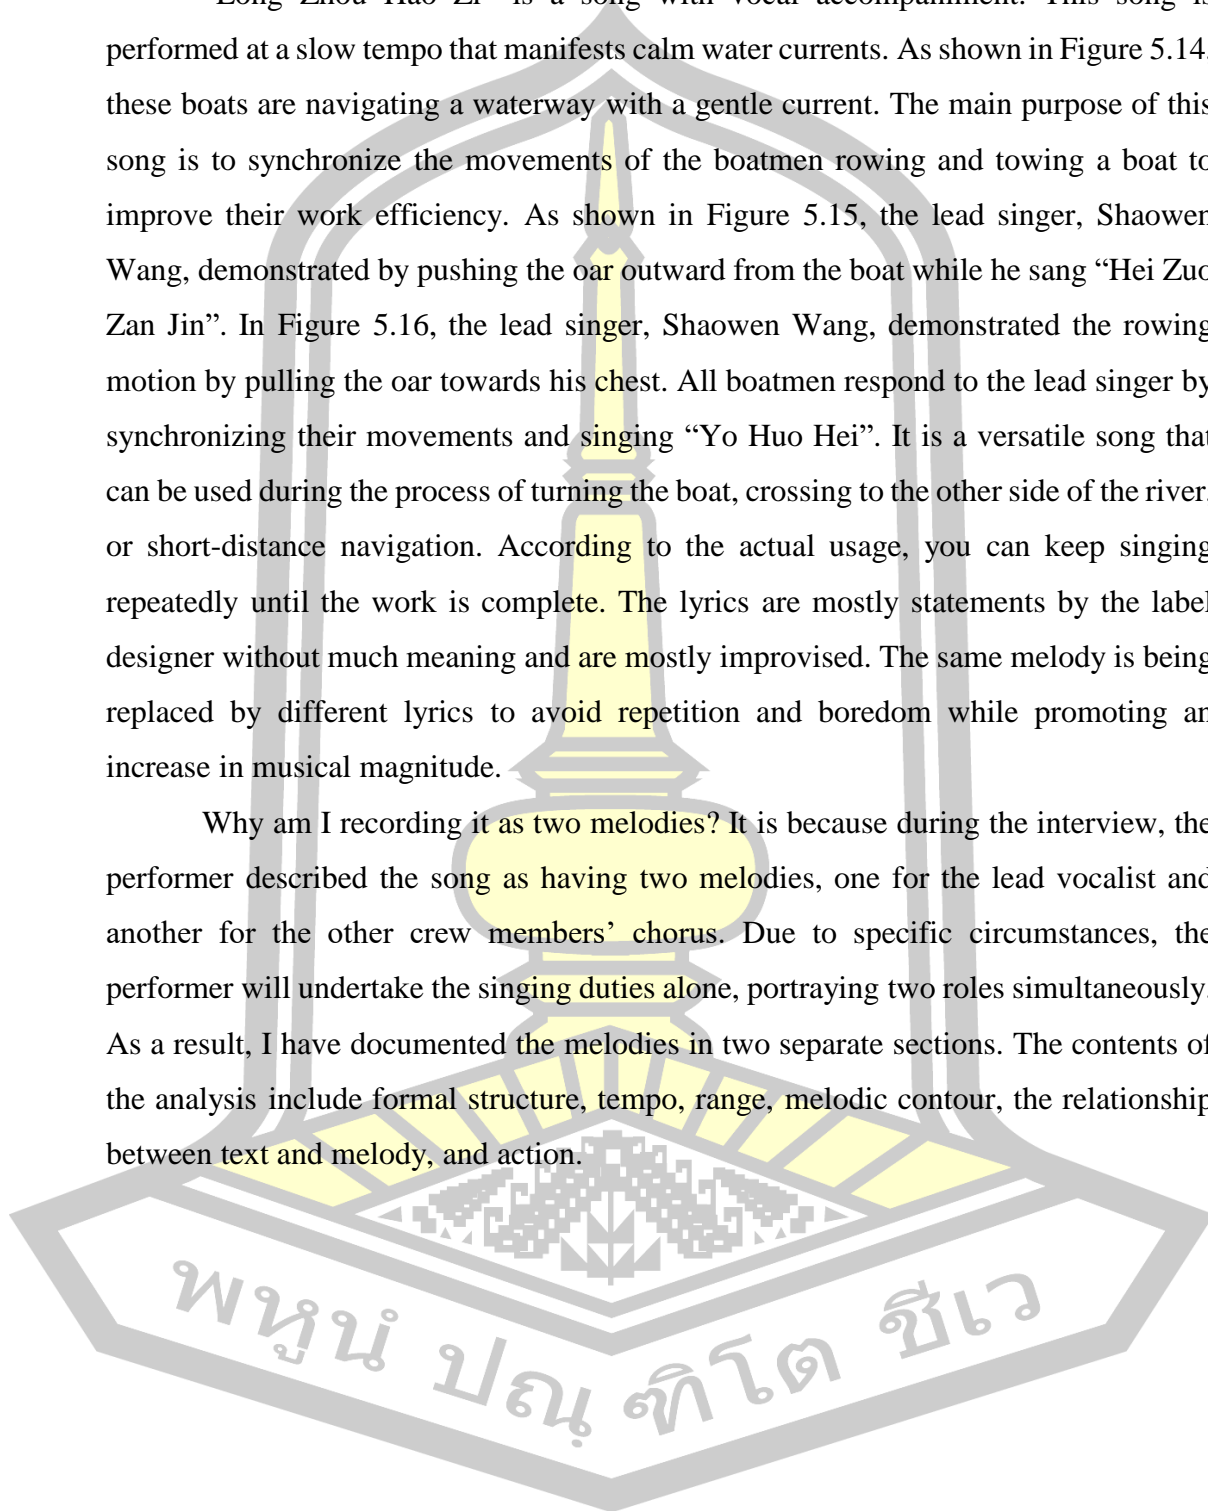 "Long Zhou Hao Zi" is a song with vocal accompaniment. This song is
performed at a slow tempo that manifests calm water currents. As shown in Figure 5.14,
these boats are navigating a waterway with a gentle current. The main purpose of this
song is to synchronize the movements of the boatmen rowing and towing a boat to
improve their work efficiency. As shown in Figure 5.15, the lead singer, Shaowen
Wang, demonstrated by pushing the oar outward from the boat while he sang “Hei Zuo
Zan Jin”. In Figure 5.16, the lead singer, Shaowen Wang, demonstrated the rowing
motion by pulling the oar towards his chest. All boatmen respond to the lead singer by
synchronizing their movements and singing “Yo Huo Hei”. It is a versatile song that
can be used during the process of turning the boat, crossing to the other side of the river,
or short-distance navigation. According to the actual usage, you can keep singing
repeatedly until the work is complete. The lyrics are mostly statements by the label
designer without much meaning and are mostly improvised. The same melody is being
replaced by different lyrics to avoid repetition and boredom while promoting an
increase in musical magnitude.
Why am I recording it as two melodies? It is because during the interview, the
performer described the song as having two melodies, one for the lead vocalist and
another for the other crew members’ chorus. Due to specific circumstances, the
performer will undertake the singing duties alone, portraying two roles simultaneously.
As a result, I have documented the melodies in two separate sections. The contents of
the analysis include formal structure, tempo, range, melodic contour, the relationship
between text and melody, and action.
พหูนํ ปณฺฑิโต ชีเว